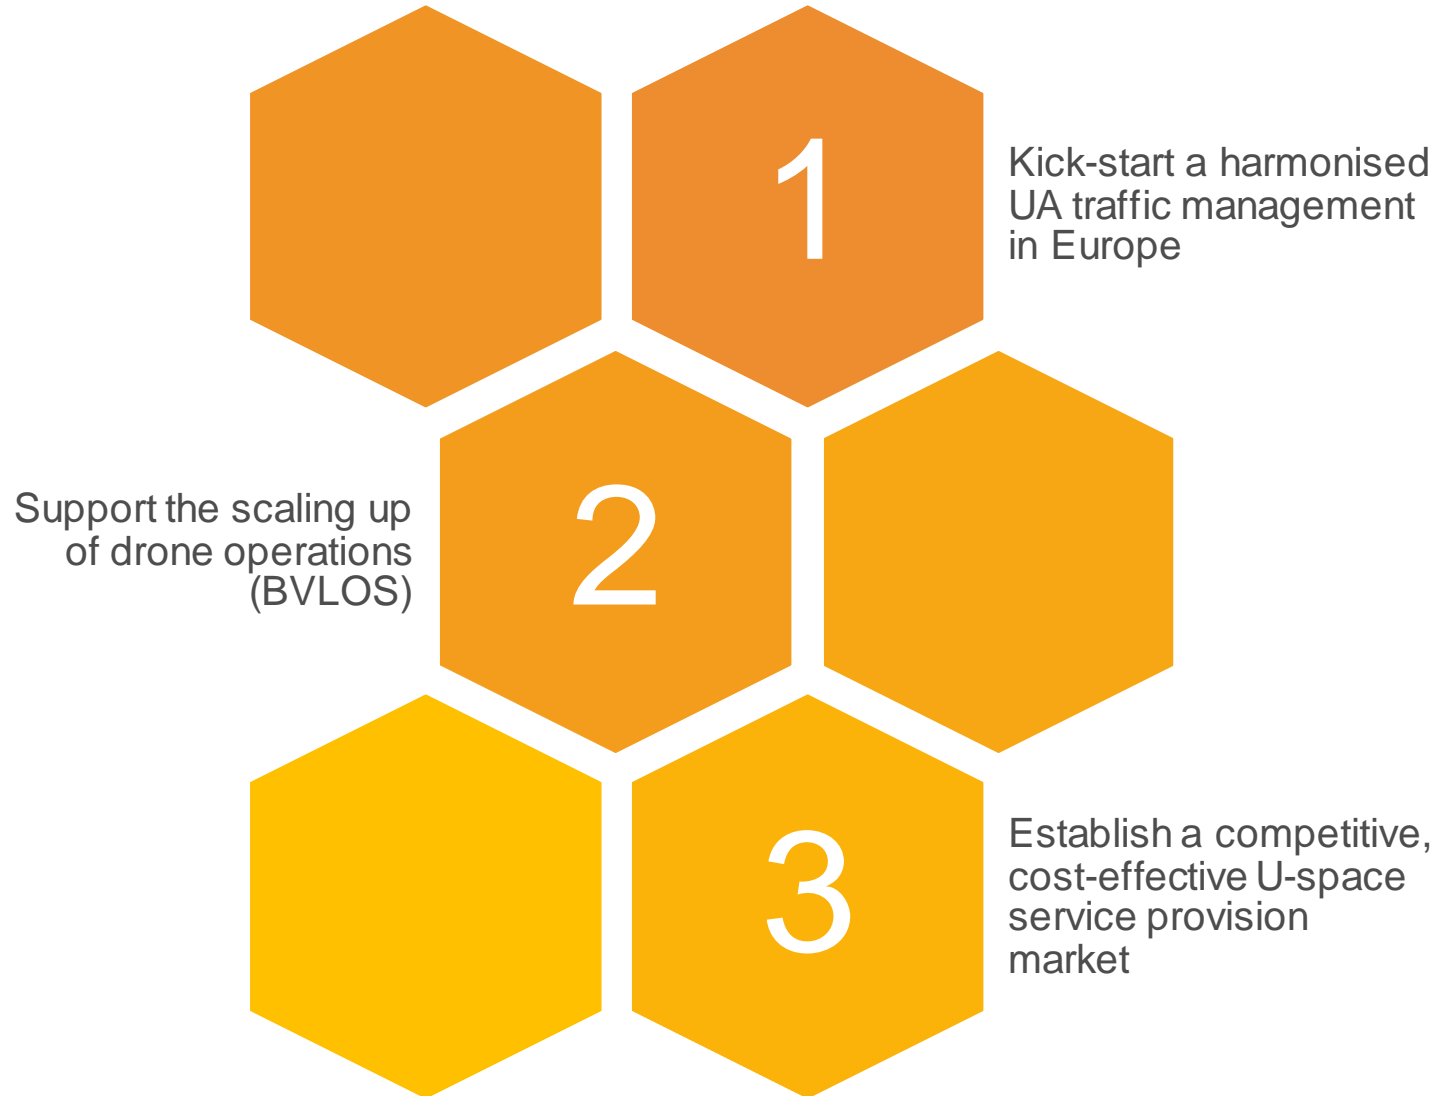 1
Kick-start a harmonised
UA traffic management
in Europe
Support the scaling up
of drone operations
(BVLOS)
2
3
Establish a competitive,
cost-effective U-space
service provision
market